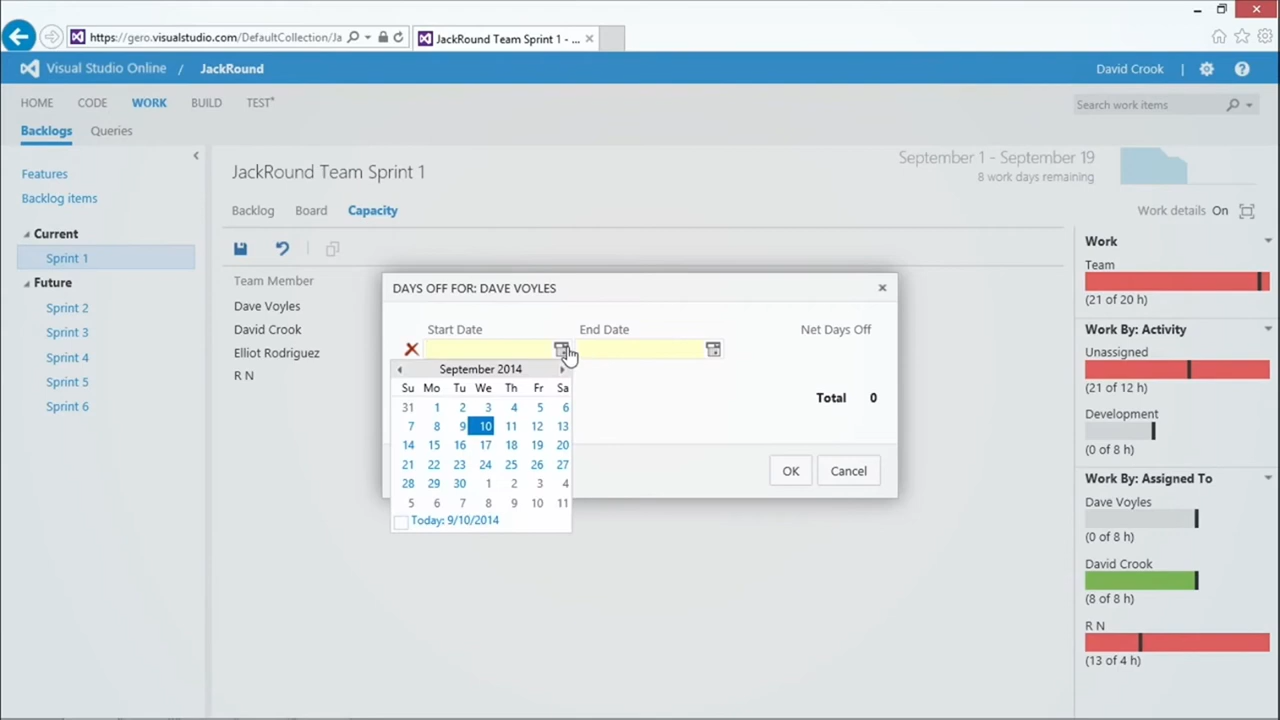 https://gero.visualstudio.com/DefaultCollection/Ja
JackRound Team Sprint 1 - ...
Visual Studio Online / JackRound
David Crook
HOME CODE WORK BUILD TEST*
Search work items
Backlogs Queries
Features
Backlog items
Current
Sprint 1
Future
Sprint 2
Sprint 3
Sprint 4
Sprint 5
Sprint 6
JackRound Team Sprint 1
September 1 - September 19
8 work days remaining
Backlog Board Capacity
Work details On
Team Member
Dave Voyles
David Crook
Elliot Rodriguez
R N
DAYS OFF FOR: DAVE VOYLES
Start Date End Date Net Days Off
Total 0
September 2014
Su Mo Tu We Th Fr Sa
31 1 2 3 4 5 6
7 8 9 10 11 12 13
14 15 16 17 18 19 20
21 22 23 24 25 26 27
28 29 30 1 2 3 4
5 6 7 8 9 10 11
Today: 9/10/2014
OK Cancel
Work
Team
(21 of 20 h)
Work By: Activity
Unassigned
(21 of 12 h)
Development
(0 of 8 h)
Work By: Assigned To
Dave Voyles
(0 of 8 h)
David Crook
(8 of 8 h)
R N
(13 of 4 h)